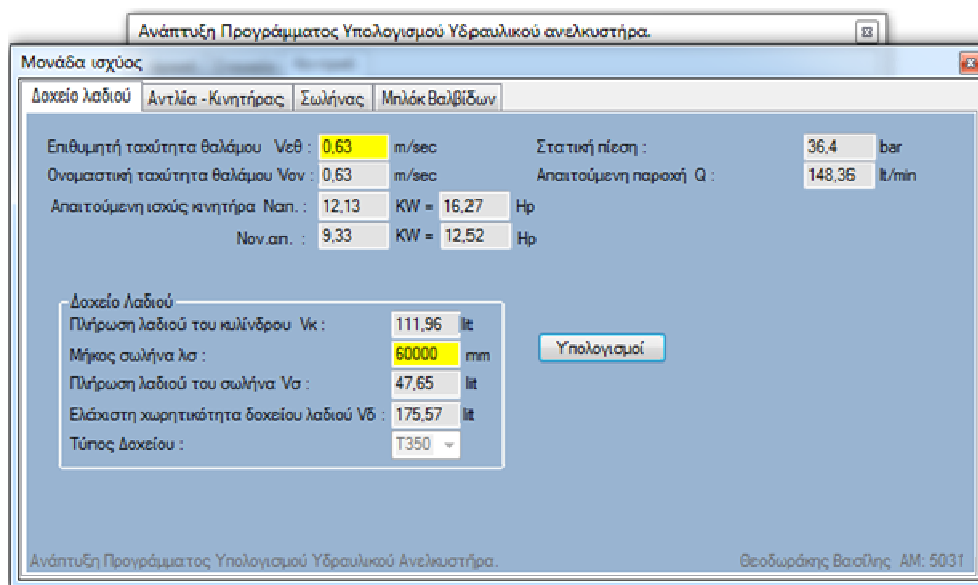 Ανάπτυξη Προγράμματος Υπολογισμού Υδραυλικού ανελκυστήρα.
Μονάδα ισχύος
Δοχείο λαδιού Αντλία - Κινητήρας Σωλήνας Μπλόκ Βαλβίδων
Επιθυμητή ταχύτητα θαλάμου Vεθ : 0,63 m/sec Στατική πίεση : 36,4 bar
Ονομαστική ταχύτητα θαλάμου Vον : 0,63 m/sec Απαιτούμενη παροχή Q : 148,36 lt/min
Απαιτούμενη ισχύς κινητήρα Ναπ. : 12,13 KW = 16,27 Hp
Νον.απ. : 9,33 KW = 12,52 Hp
Δοχείο Λαδιού
Πλήρωση λαδιού του κυλίνδρου Vκ : 111,96 lit
Μήκος σωλήνα λσ : 60000 mm
Υπολογισμοί
Πλήρωση λαδιού του σωλήνα Vσ : 47,65 lit
Ελάχιστη χωρητικότητα δοχείου λαδιού Vδ : 175,57 lit
Τύπος Δοχείου : T350
Ανάπτυξη Προγράμματος Υπολογισμού Υδραυλικού Ανελκυστήρα. Θεοδωράκης Βασίλης ΑΜ: 5031